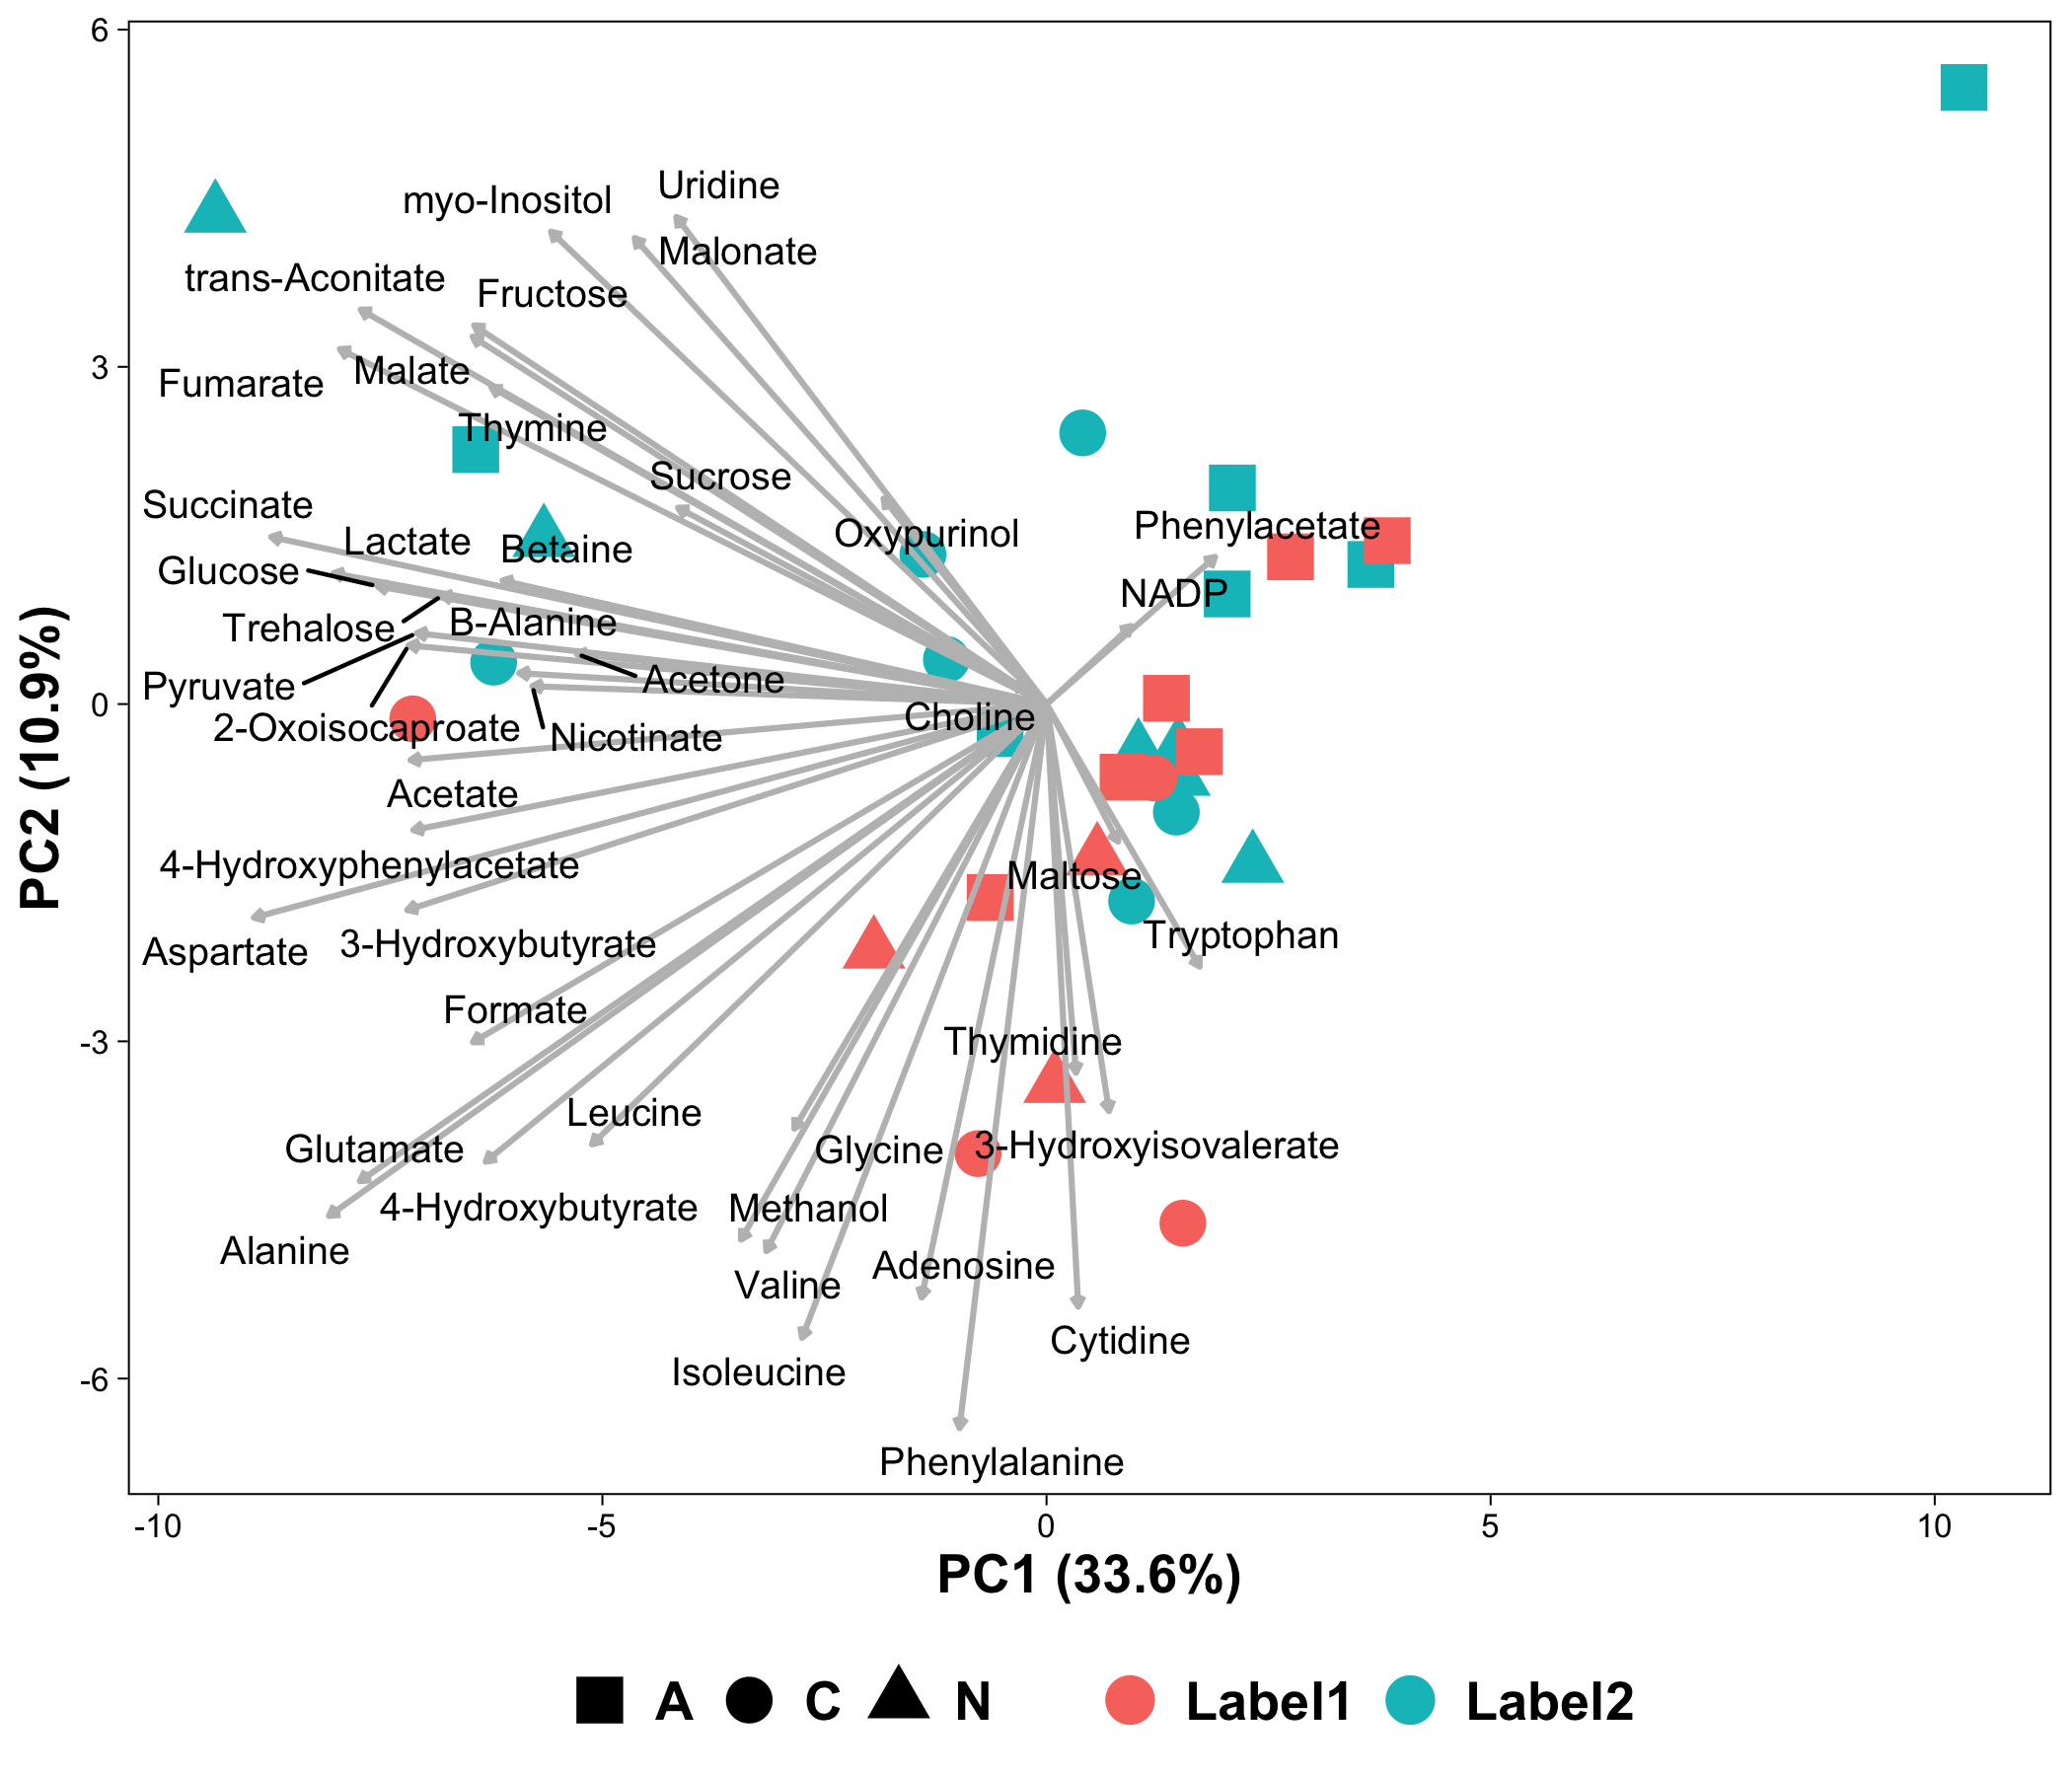 6
Uridine
myo-Inositol
Malonate
trans-Aconitate
Fructose
3
Malate
Fumarate
Thymine
Sucrose
Succinate
Phenylacetate
Oxypurinol
Lactate
Betaine
Glucose
NADP
B-Alanine
Trehalose
Acetone
Pyruvate
0
Choline
2-Oxoisocaproate
Nicotinate
PC2 (10.9%)
Acetate
4-Hydroxyphenylacetate
Maltose
Tryptophan
3-Hydroxybutyrate
Aspartate
Formate
-3
Thymidine
Leucine
3-Hydroxyisovalerate
Glutamate
Glycine
4-Hydroxybutyrate
Methanol
Alanine
Adenosine
Valine
Cytidine
Isoleucine
-6
Phenylalanine
-10 -5 0 5 10
PC1 (33.6%)
A C N Label1 Label2